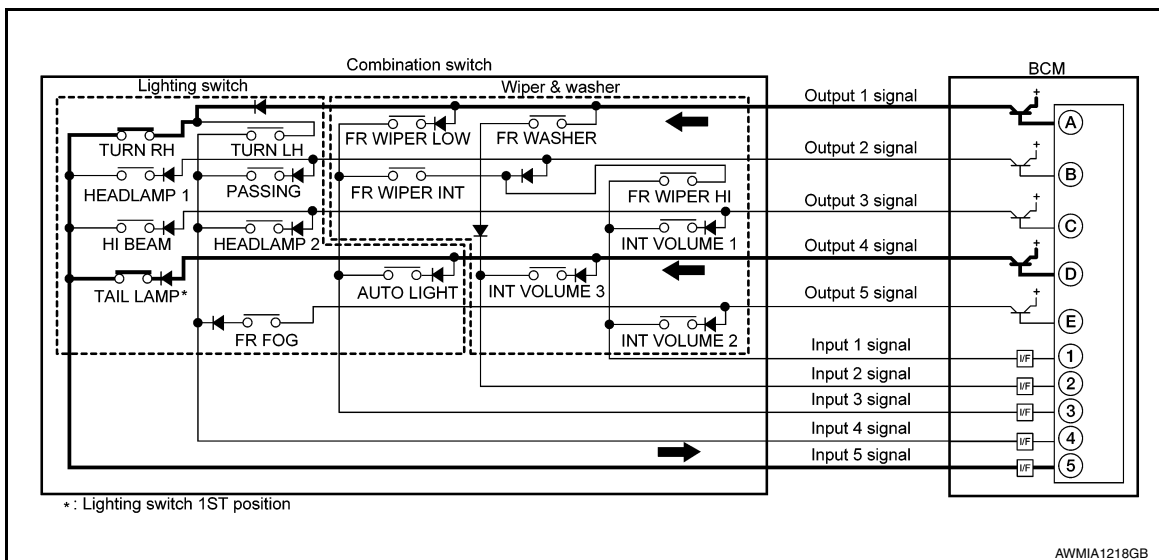 Combination switch
BCM
Lighting switch
Wiper & washer
Output 1 signal
+
A
TURN RH
TURN LH
FR WIPER LOW
FR WASHER
Output 2 signal
+
B
HEADLAMP 1
PASSING
FR WIPER INT
FR WIPER HI
Output 3 signal
+
C
HI BEAM
HEADLAMP 2
INT VOLUME 1
Output 4 signal
+
D
TAIL LAMP*
AUTO LIGHT
INT VOLUME 3
Output 5 signal
+
E
FR FOG
INT VOLUME 2
Input 1 signal
I/F
1
Input 2 signal
I/F
2
Input 3 signal
I/F
3
Input 4 signal
I/F
4
Input 5 signal
I/F
5
* : Lighting switch 1ST position
AWMIA1218GB